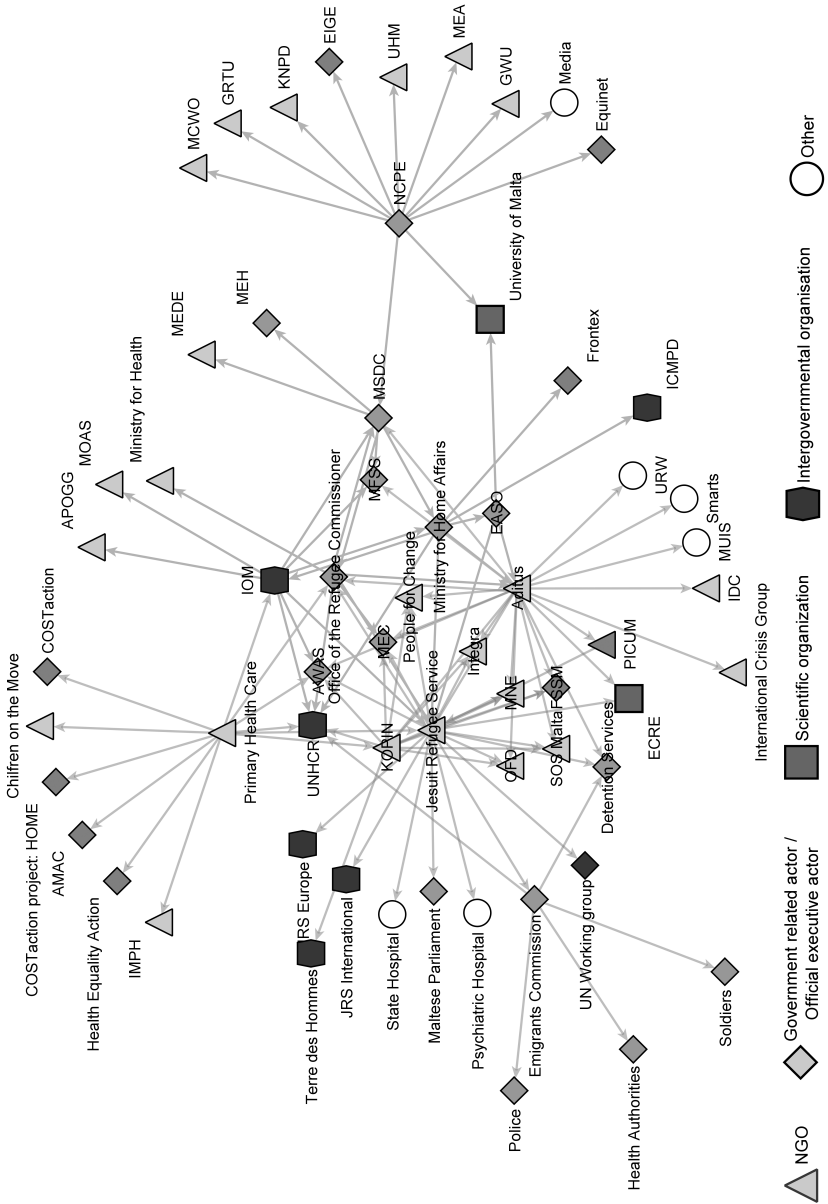 Chilfren on the Move
COSTaction project: HOME
COSTaction
AMAC
APOGG
MOAS
Health Equality Action
IMPH
Ministry for Health
MEDE
MCWO
GRTU
MEH
IOM
Primary Health Care
KNPD
RS Europe
Terre des Hommes
UNHCR
AWAS
EIGE
Office of the Refugee Commissioner
JRS International
MFSS
MSDC
MEC
KOPIN
State Hospital
UHM
NCPE
People for Change
Jesuit Refugee Service
Maltese Parliament
Ministry for Home Affairs
MEA
Integra
Psychiatric Hospital
EASO
GWU
OFD
MNE
Police
University of Malta
Aditus
Emigrants Commission
SOS Malta
FSSM
Media
UN Working group
Frontex
Equinet
Detention Services
PICUM
Health Authorities
ECRE
URW
ICMPD
Smarts
Soldiers
MUIS
IDC
International Crisis Group
NGO
Government related actor /
Official executive actor
Scientific organization
Intergovernmental organisation
Other